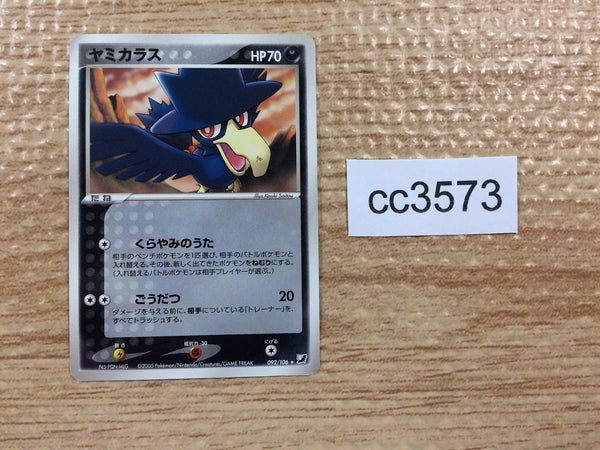 ヤミカラス HP70
Illus.Kouki Saitou
たね
くらやみのうた
相手のベンチポケモンを1匹選び、相手のバトルポケモンと
入れ替える。その後、新しく出てきたポケモンをねむりにする。
(入れ替えるバトルポケモンは相手プレイヤーが選ぶ。)
ごうだつ 20
ダメージを与える前に、相手についている「トレーナー」を、
すべてトラッシュする。
弱点 抵抗力 -30 にげる
©2005 Pokémon/Nintendo/Creatures/GAME FREAK. 092/106 ★
cc3573